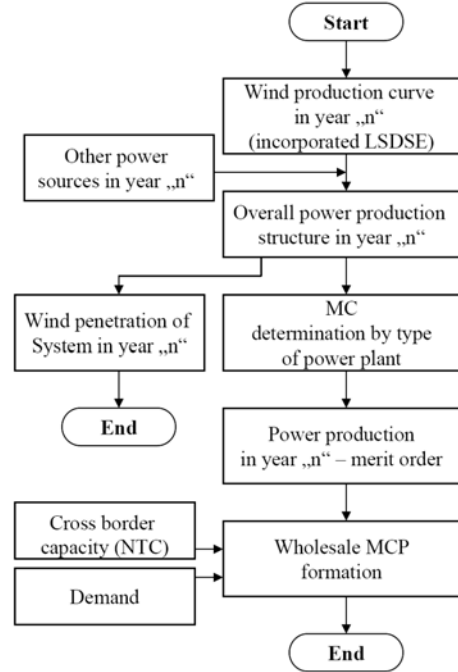 Start
Wind production curve
in year „n“
(incorporated LSDSE)
Other power
sources in year „n“
Overall power production
structure in year „n“
Wind penetration of
System in year „n“
MC
determination by type
of power plant
End
Power production
in year „n“ – merit order
Cross border
capacity (NTC)
Wholesale MCP
formation
Demand
End